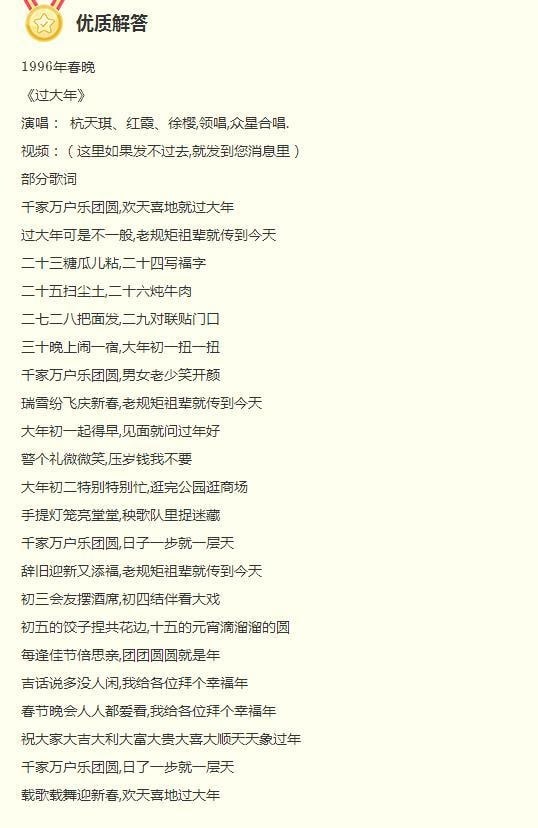 优质解答
1996年春晚
《过大年》
演唱： 杭天琪、红霞、徐樱,领唱,众星合唱.
视频：（这里如果发不过去,就发到您消息里）
部分歌词
千家万户乐团圆,欢天喜地就过大年
过大年可是不一般,老规矩祖辈就传到今天
二十三糖瓜儿粘,二十四写福字
二十五扫尘土,二十六炖牛肉
二七二八把面发,二九对联贴门口
三十晚上闹一宿,大年初一扭一扭
千家万户乐团圆,男女老少笑开颜
瑞雪纷飞庆新春,老规矩祖辈就传到今天
大年初一起得早,见面就问过年好
警个礼微微笑,压岁钱我不要
大年初二特别特别忙,逛完公园逛商场
手提灯笼亮堂堂,秧歌队里捉迷藏
千家万户乐团圆,日子一步就一层天
辞旧迎新又添福,老规矩祖辈就传到今天
初三会友摆酒席,初四结伴看大戏
初五的饺子捏共花边,十五的元宵滴溜溜的圆
每逢佳节倍思亲,团团圆圆就是年
吉话说多没人闲,我给各位拜个幸福年
春节晚会人人都爱看,我给各位拜个幸福年
祝大家大吉大利大富大贵大喜大顺天天象过年
千家万户乐团圆,日了一步就一层天
载歌载舞迎新春,欢天喜地过大年